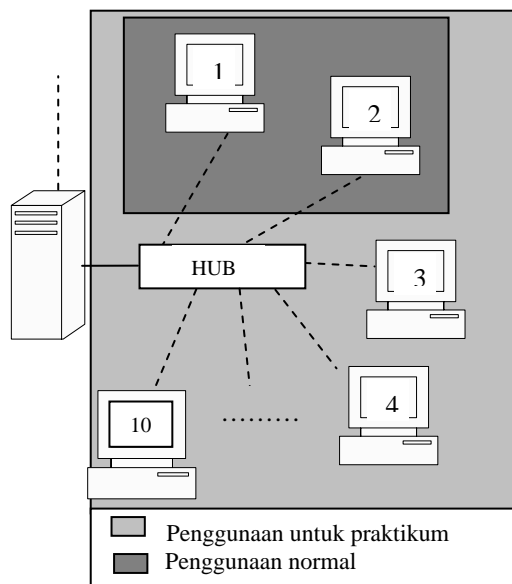 1
2
HUB
3
4
10
.........
Penggunaan untuk praktikum
Penggunaan normal